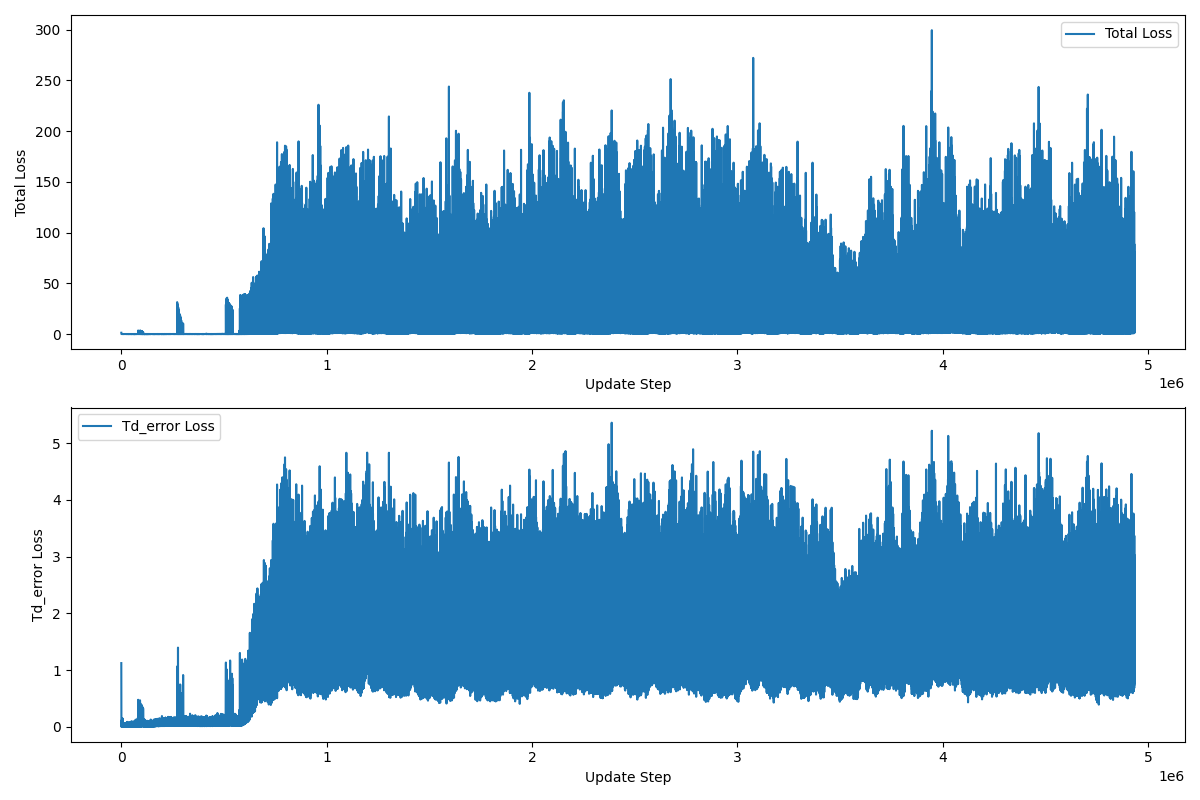 Total Loss
300
250
200
150
100
50
0
Total Loss
0 1 2 3 4 5
1e6
Update Step
Td_error Loss
5
4
3
2
1
0
Td_error Loss
0 1 2 3 4 5
1e6
Update Step